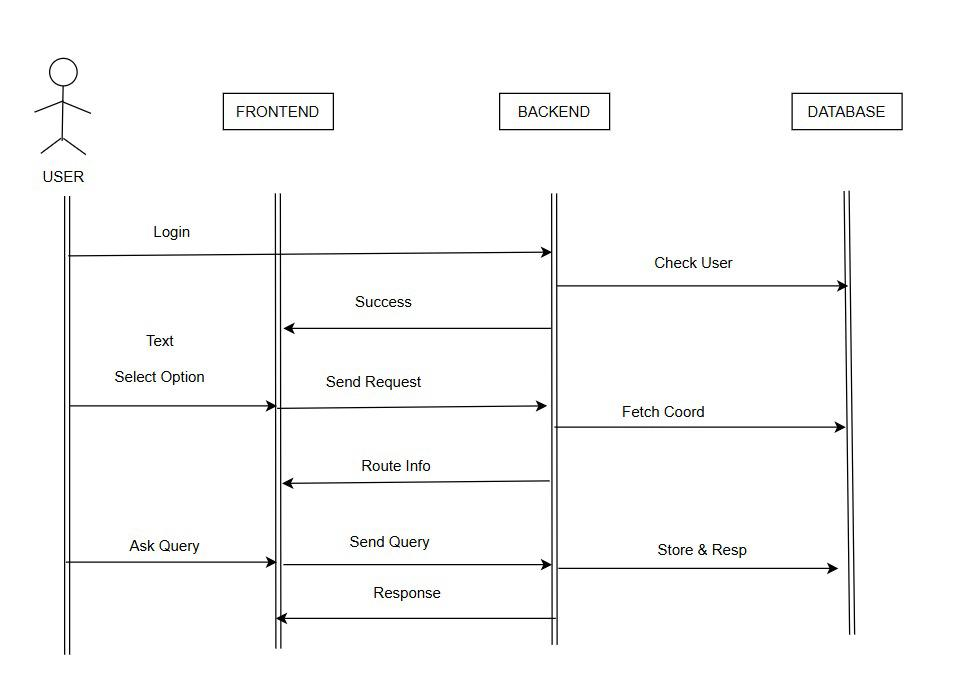 FRONTEND
BACKEND
DATABASE
USER
Login
Check User
Success
Text
Select Option
Send Request
Fetch Coord
Route Info
Ask Query
Send Query
Store & Resp
Response